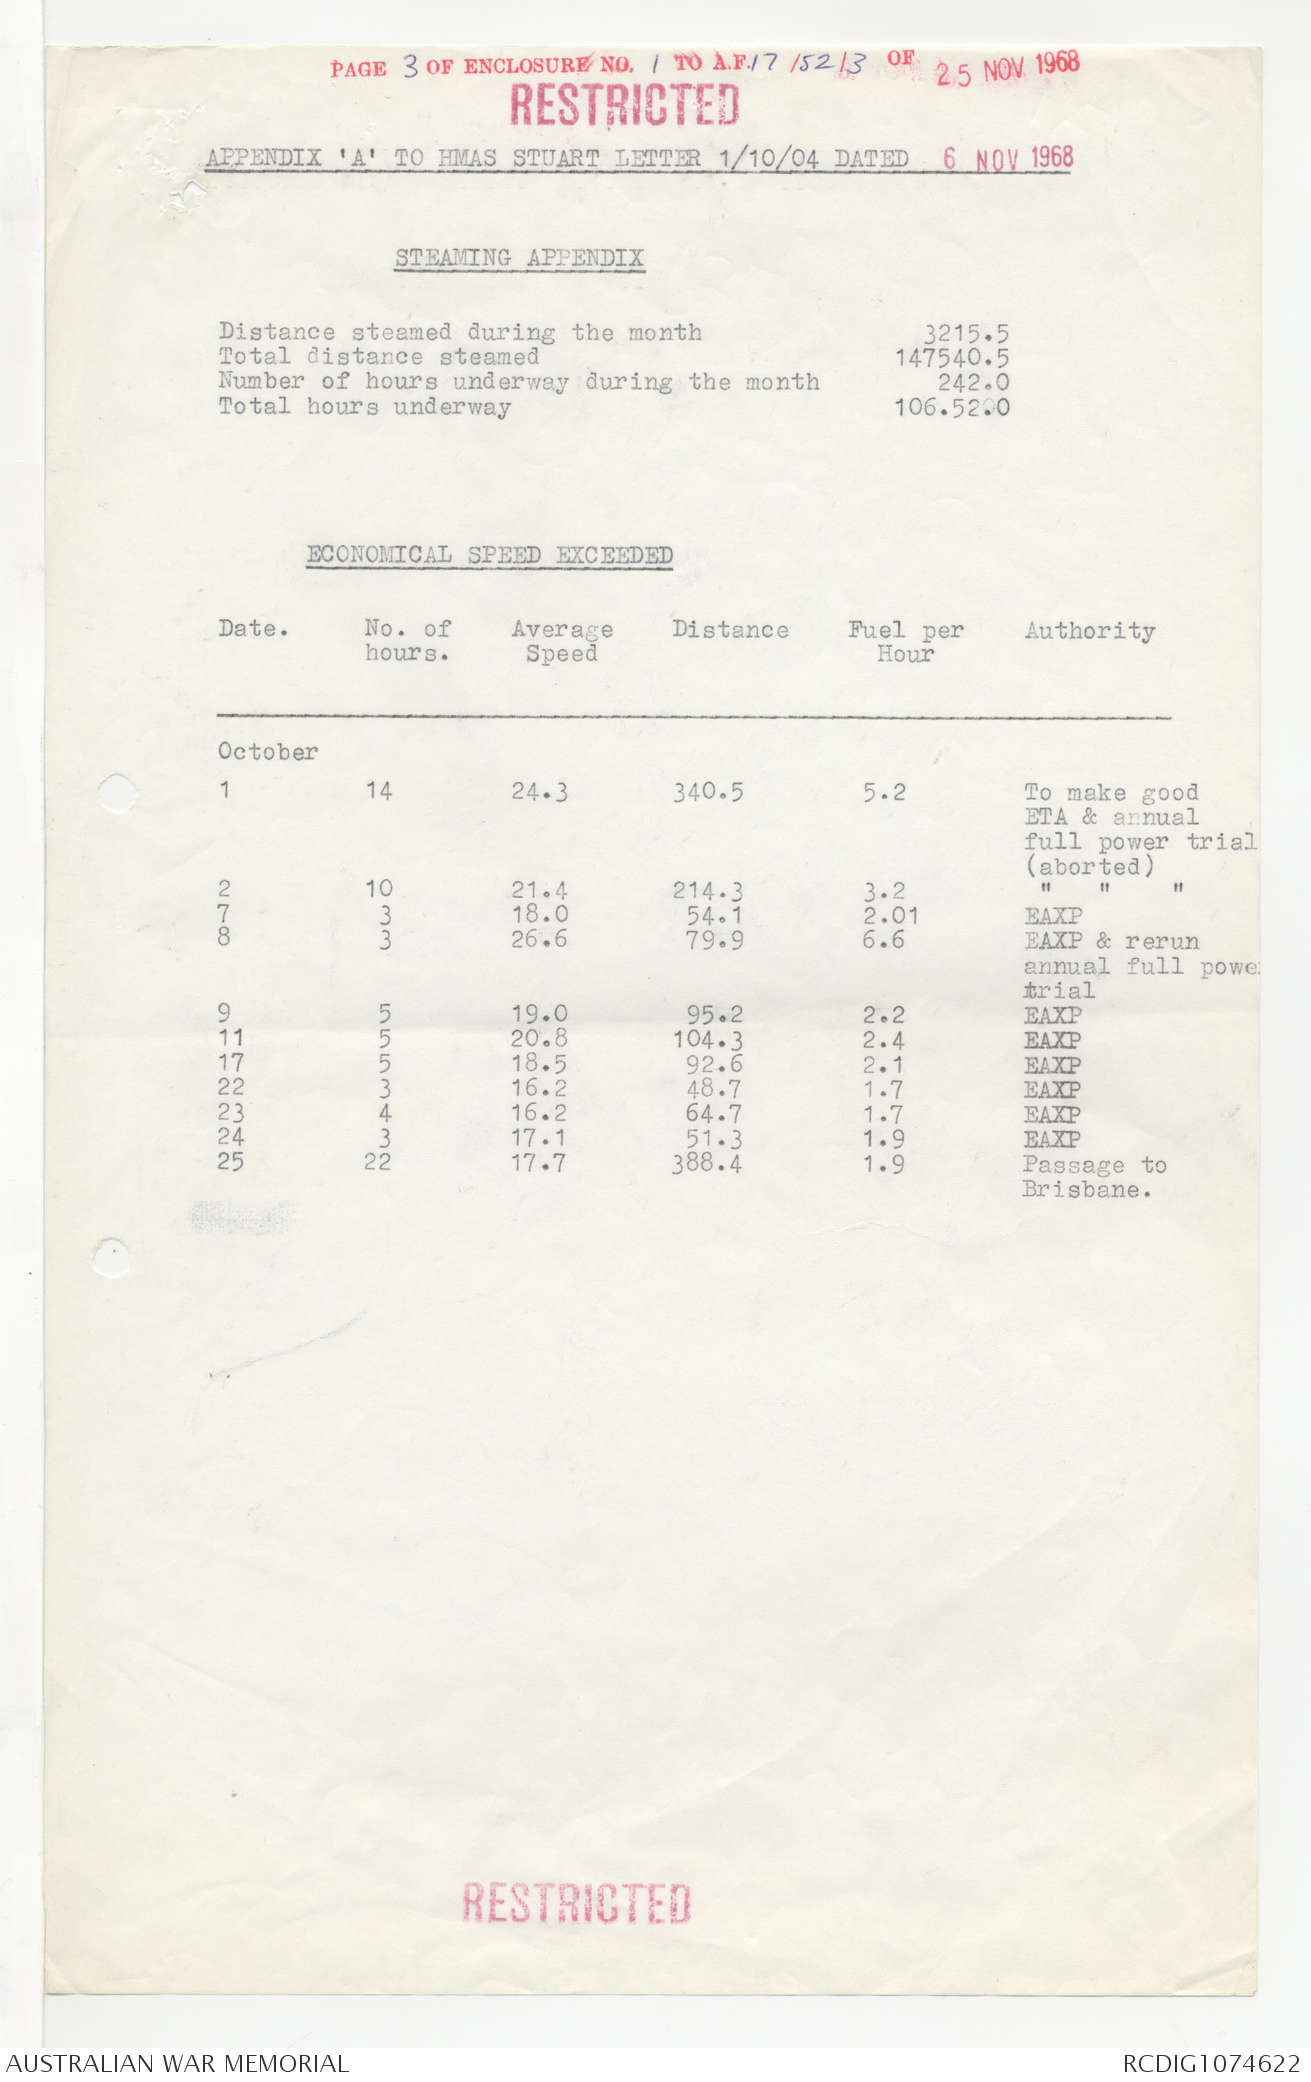 PAGE 3 OF ENCLOSURE NO. 1 TO A.F.17/52/3 OF 25 NOV 1968
RESTRICTED
APPENDIX 'A' TO HMAS STUART LETTER 1/10/04 DATED 6 NOV 1968
STEAMING APPENDIX
Distance steamed during the month 3215.5
Total distance steamed 147540.5
Number of hours underway during the month 242.0
Total hours underway 106.52.0
ECONOMICAL SPEED EXCEEDED
Date. No. of Average Distance Fuel per Authority
hours. Speed Hour
October
1 14 24.3 340.5 5.2 To make good
ETA & annual
full power trial
(aborted)
2 10 21.4 214.3 3.2 " " "
7 3 18.0 54.1 2.01 EAXP
8 3 26.6 79.9 6.6 EAXP & rerun
annual full powe
trial
9 5 19.0 95.2 2.2 EAXP
11 5 20.8 104.3 2.4 EAXP
17 5 18.5 92.6 2.1 EAXP
22 3 16.2 48.7 1.7 EAXP
23 4 16.2 64.7 1.7 EAXP
24 3 17.1 51.3 1.9 EAXP
25 22 17.7 388.4 1.9 Passage to
Brisbane.
RESTRICTED
AUSTRALIAN WAR MEMORIAL RCDIG1074622